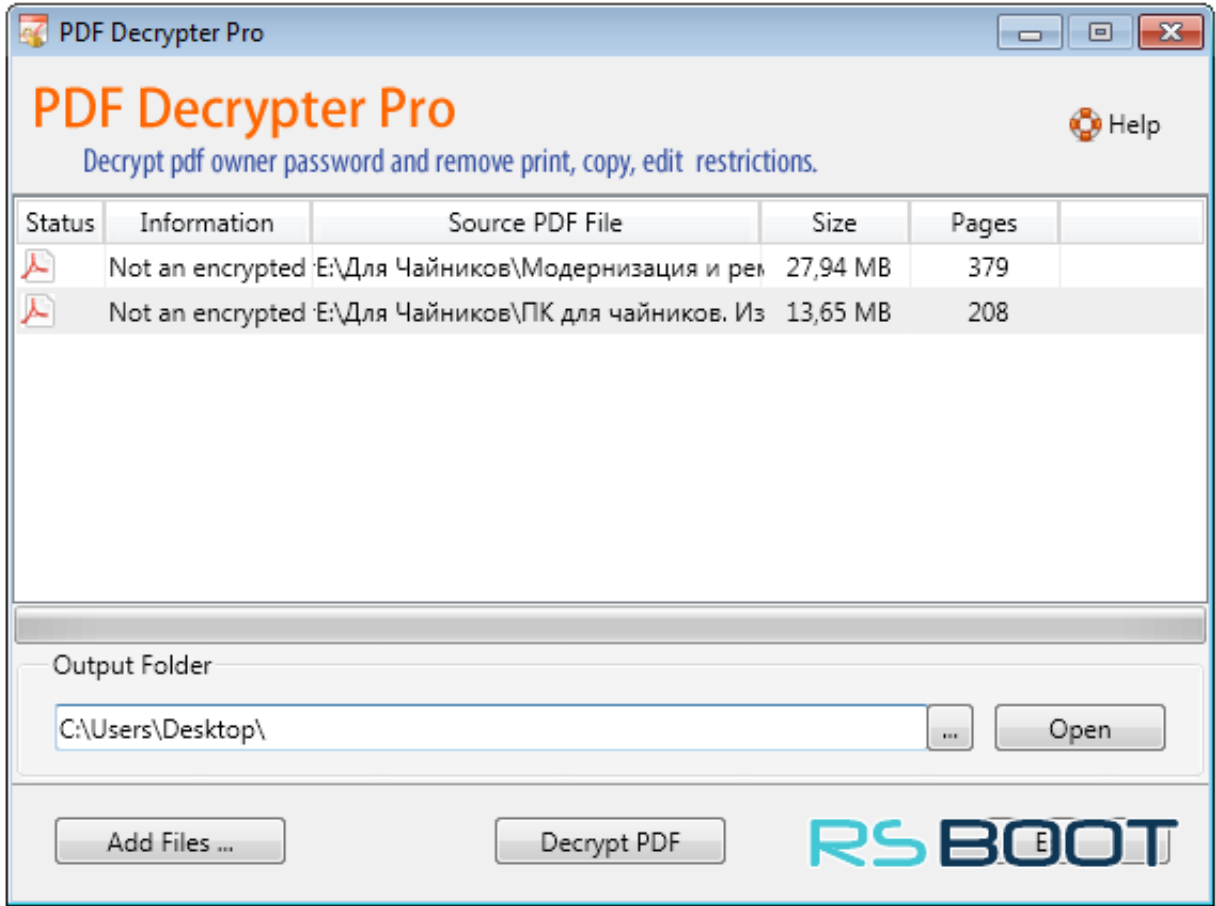 PDF Decrypter Pro
PDF Decrypter Pro
Help
Decrypt pdf owner password and remove print, copy, edit restrictions.
Status Information Source PDF File Size Pages
Not an encrypted E:\Для Чайников\Модернизация и рем 27,94 MB 379
Not an encrypted E:\Для Чайников\ПК для чайников. Из 13,65 MB 208
Output Folder
C:\Users\Desktop\ ... Open
Add Files ... Decrypt PDF RSBOOT